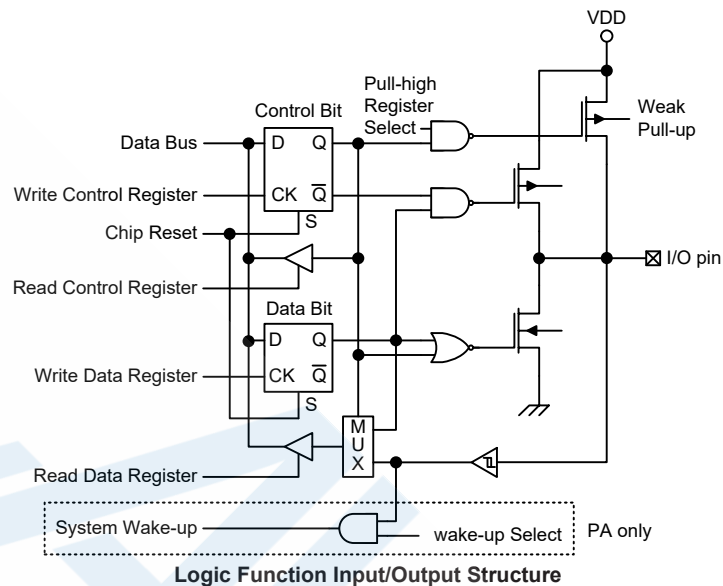 VDD
Pull-high
Register
Select
Control Bit
Weak
Pull-up
Data Bus
D
Q
Write Control Register
CK
Q
S
Chip Reset
I/O pin
Read Control Register
Data Bit
D
Q
Write Data Register
CK
Q
S
M
U
X
Read Data Register
System Wake-up
wake-up Select
PA only
Logic Function Input/Output Structure